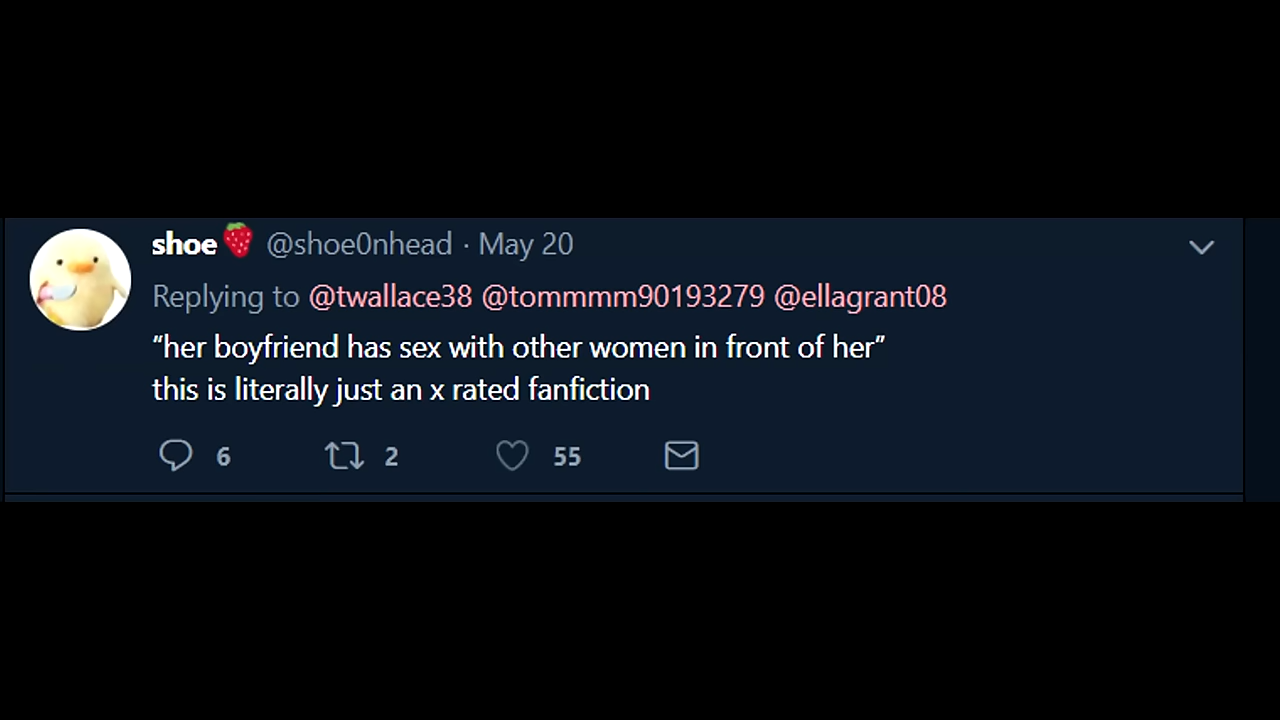 shoe🍓 @shoe0nhead · May 20
Replying to @twallace38 @tommmm90193279 @ellagrant08
“her boyfriend has sex with other women in front of her”
this is literally just an x rated fanfiction
6 2 55